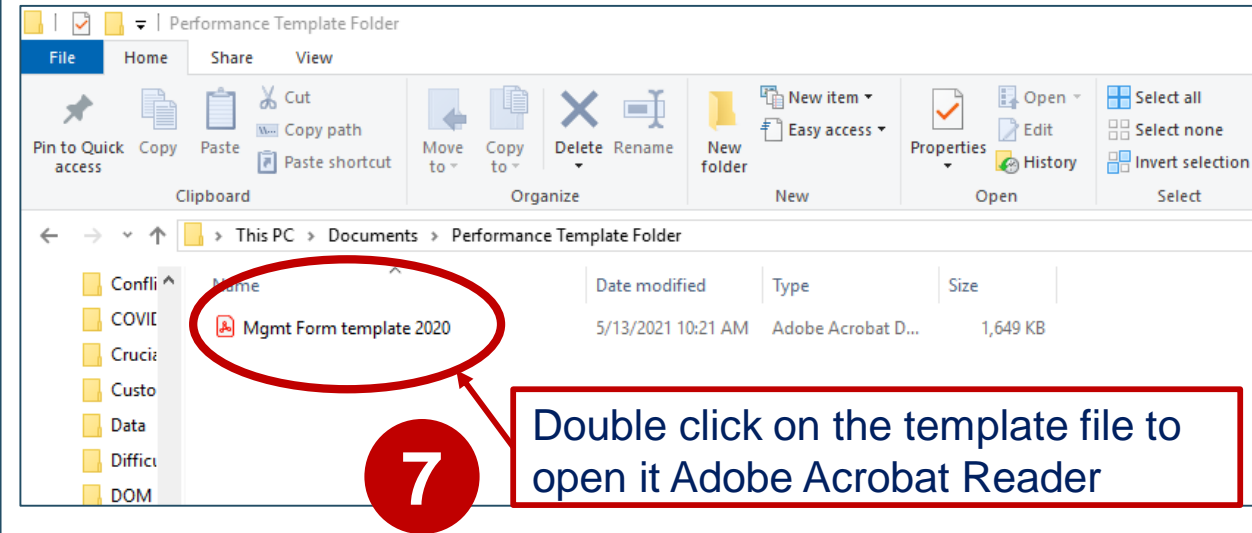 Performance Template Folder
File Home Share View
Pin to Quick access
Copy
Paste
Cut
Copy path
Paste shortcut
Move to
Copy to
Delete
Rename
New folder
New item
Easy access
Properties
Open
Edit
History
Select all
Select none
Invert selection
Clipboard Organize New Open Select
This PC > Documents > Performance Template Folder
Name Date modified Type Size
Mgmt Form template 2020 5/13/2021 10:21 AM Adobe Acrobat D... 1,649 KB
Confli
COVID
Crucia
Custo
Data
Difficu
DOM
7
Double click on the template file to
open it Adobe Acrobat Reader